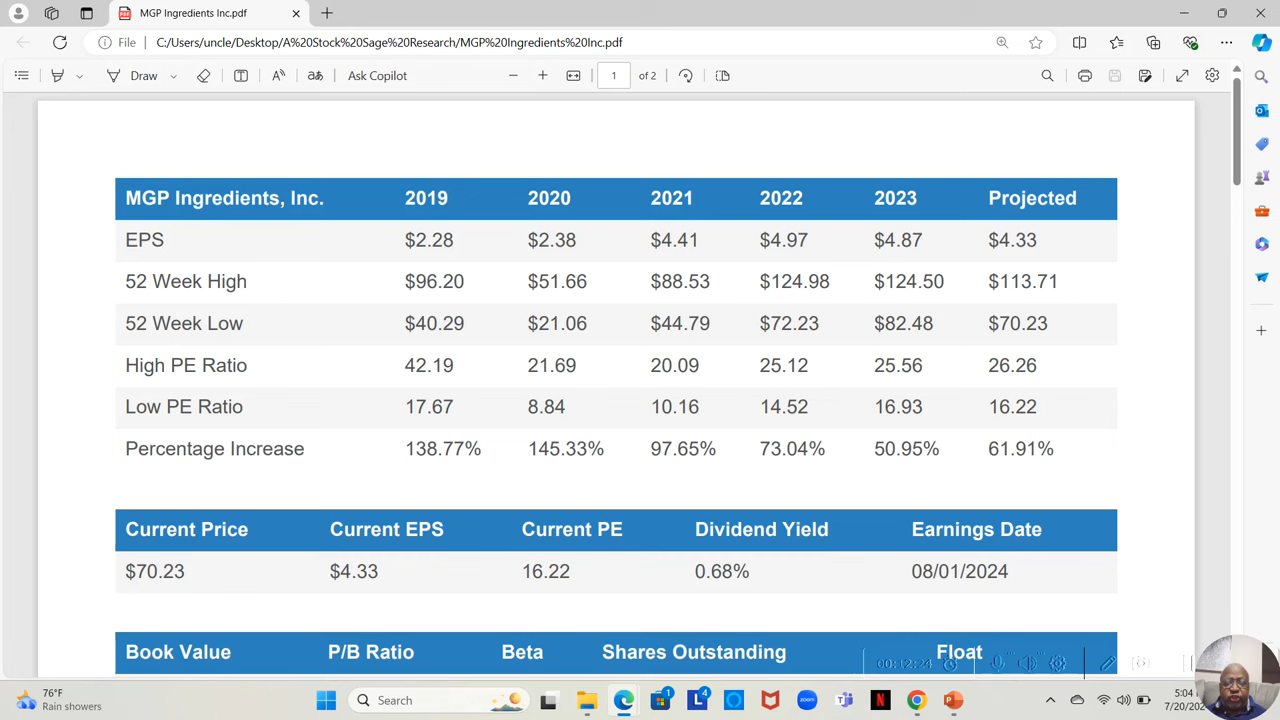 MGP Ingredients Inc.pdf
File C:/Users/uncle/Desktop/A%20Stock%20Sage%20Research/MGP%20Ingredients%20Inc.pdf
Draw Ask Copilot 1 of 2
MGP Ingredients, Inc. 2019 2020 2021 2022 2023 Projected
EPS $2.28 $2.38 $4.41 $4.97 $4.87 $4.33
52 Week High $96.20 $51.66 $88.53 $124.98 $124.50 $113.71
52 Week Low $40.29 $21.06 $44.79 $72.23 $82.48 $70.23
High PE Ratio 42.19 21.69 20.09 25.12 25.56 26.26
Low PE Ratio 17.67 8.84 10.16 14.52 16.93 16.22
Percentage Increase 138.77% 145.33% 97.65% 73.04% 50.95% 61.91%
Current Price Current EPS Current PE Dividend Yield Earnings Date
$70.23 $4.33 16.22 0.68% 08/01/2024
Book Value P/B Ratio Beta Shares Outstanding Float
00:12:24
76°F
Rain showers
Search
5:04
7/20/20